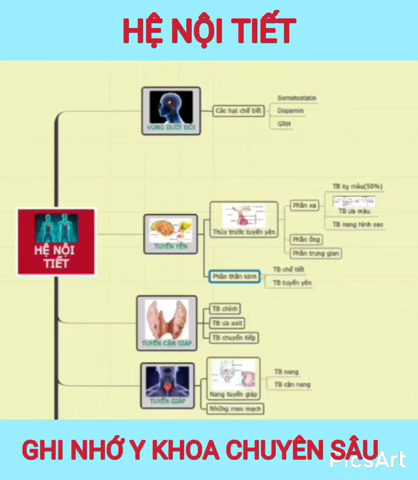 HỆ NỘI TIẾT
VÙNG DƯỚI ĐỒI
Các hạt chế tiết
Somatostatin
Dopamin
GRH
HỆ NỘI
TIẾT
TUYẾN YÊN
Thùy trước tuyến yên
Phần xa
TB kỵ màu(50%)
TB ưa màu
TB nang hình sao
Phần ống
Phần trung gian
Phần thần kinh
TB chế tiết
TB tuyến yên
TUYẾN CẬN GIÁP
TB chính
TB ưa axit
TB chuyển tiếp
TUYẾN GIÁP
Nang tuyến giáp
TB nang
TB cận nang
Những mao mạch
GHI NHỚ Y KHOA CHUYÊN SÂU
PicsArt